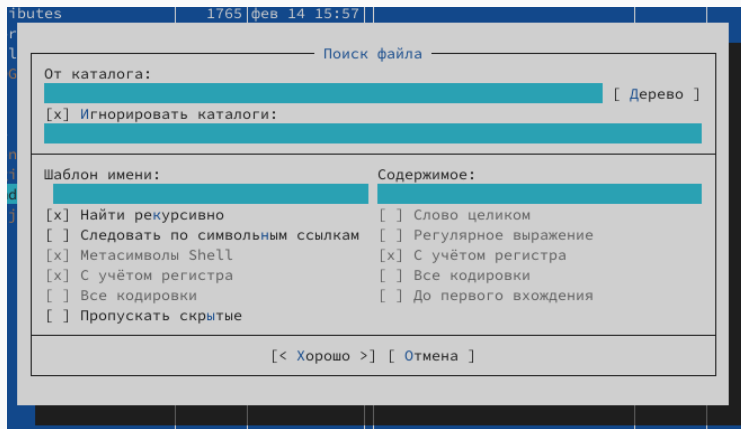 ibutes 1765 фев 14 15:57
Поиск файла
От каталога:
[ Дерево ]
[x] Игнорировать каталоги:
Шаблон имени: Содержимое:
[x] Найти рекурсивно [ ] Слово целиком
[ ] Следовать по символьным ссылкам [ ] Регулярное выражение
[x] Метасимволы Shell [x] С учётом регистра
[x] С учётом регистра [ ] Все кодировки
[ ] Все кодировки [ ] До первого вхождения
[ ] Пропускать скрытые
[< Хорошо >] [ Отмена ]